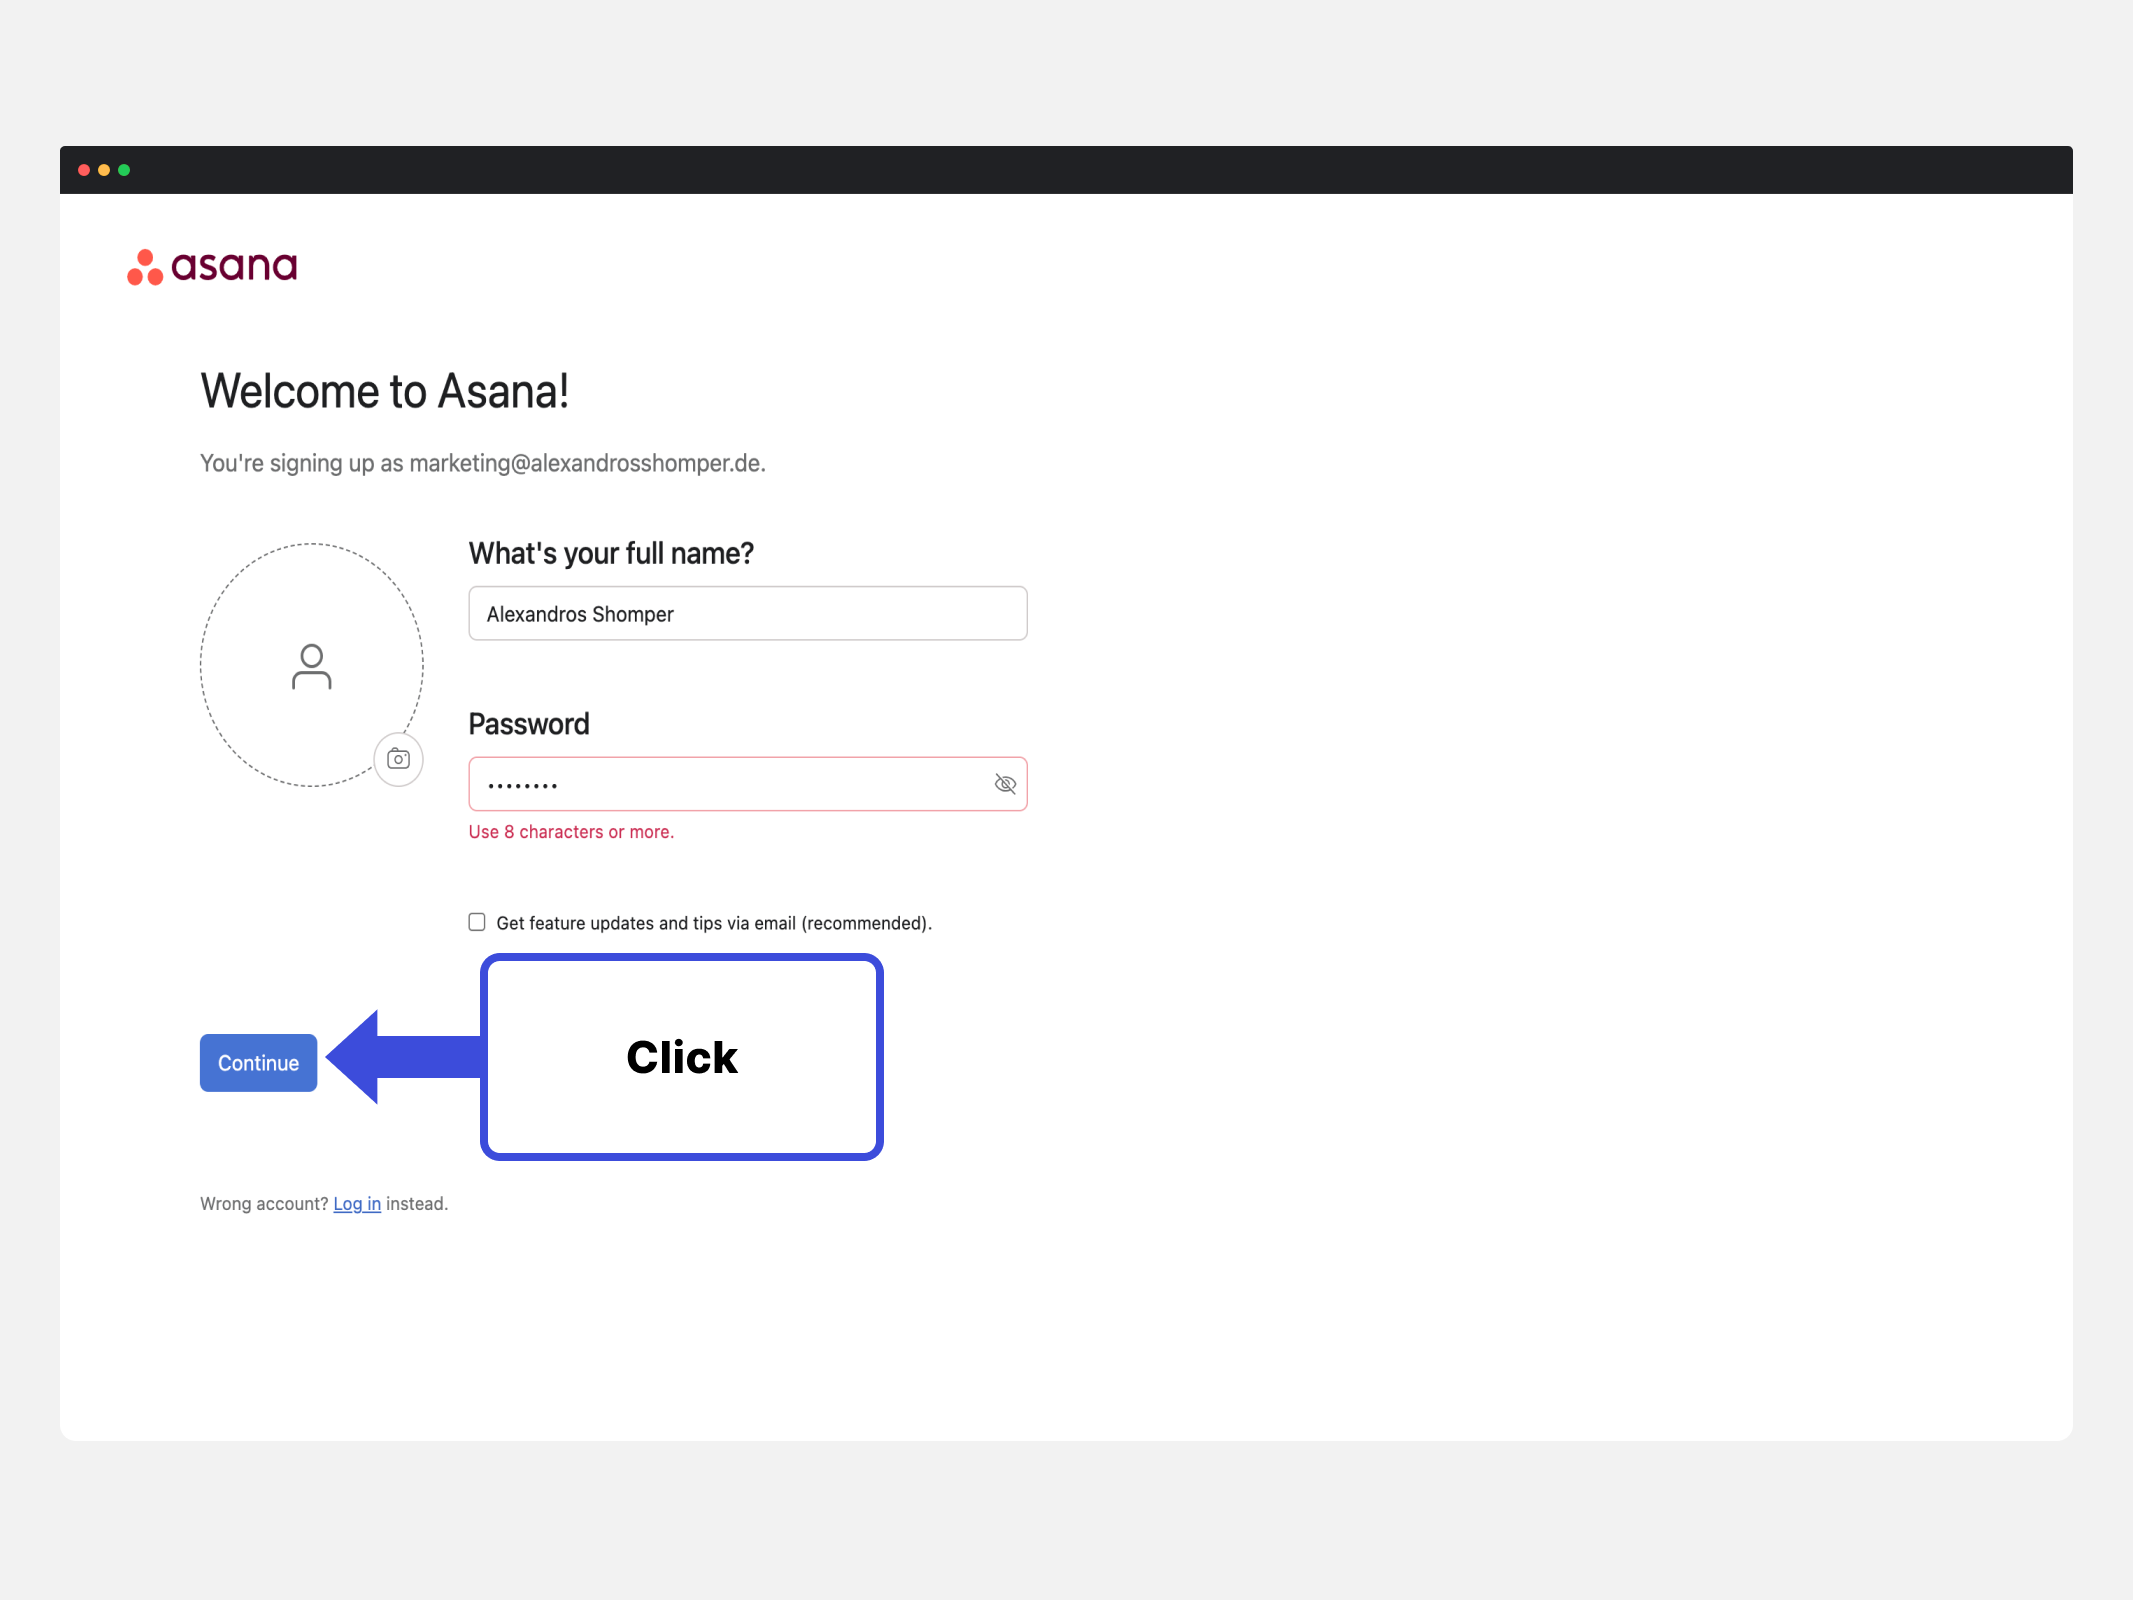 asana
Welcome to Asana!
You're signing up as marketing@alexandrosshomper.de.
What's your full name?
Alexandros Shomper
Password
••••••••
Use 8 characters or more.
Get feature updates and tips via email (recommended).
Click
Continue
Wrong account? Log in instead.